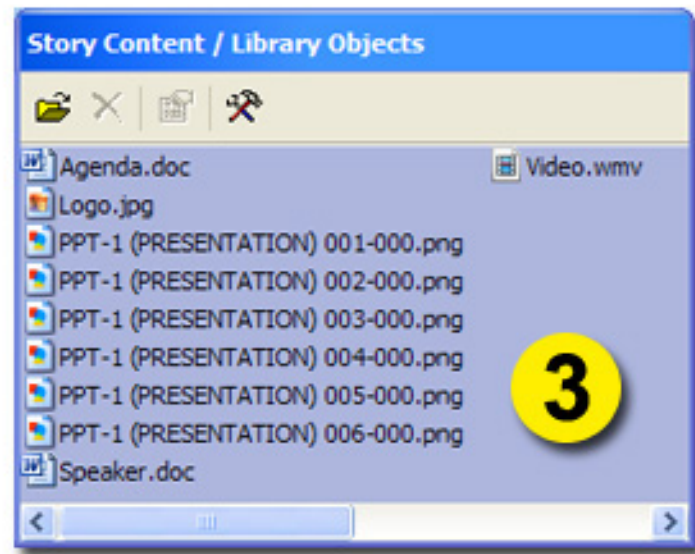 Story Content / Library Objects
Agenda.doc
Logo.jpg
PPT-1 (PRESENTATION) 001-000.png
PPT-1 (PRESENTATION) 002-000.png
PPT-1 (PRESENTATION) 003-000.png
PPT-1 (PRESENTATION) 004-000.png
PPT-1 (PRESENTATION) 005-000.png
PPT-1 (PRESENTATION) 006-000.png
Speaker.doc
Video.wmv
3